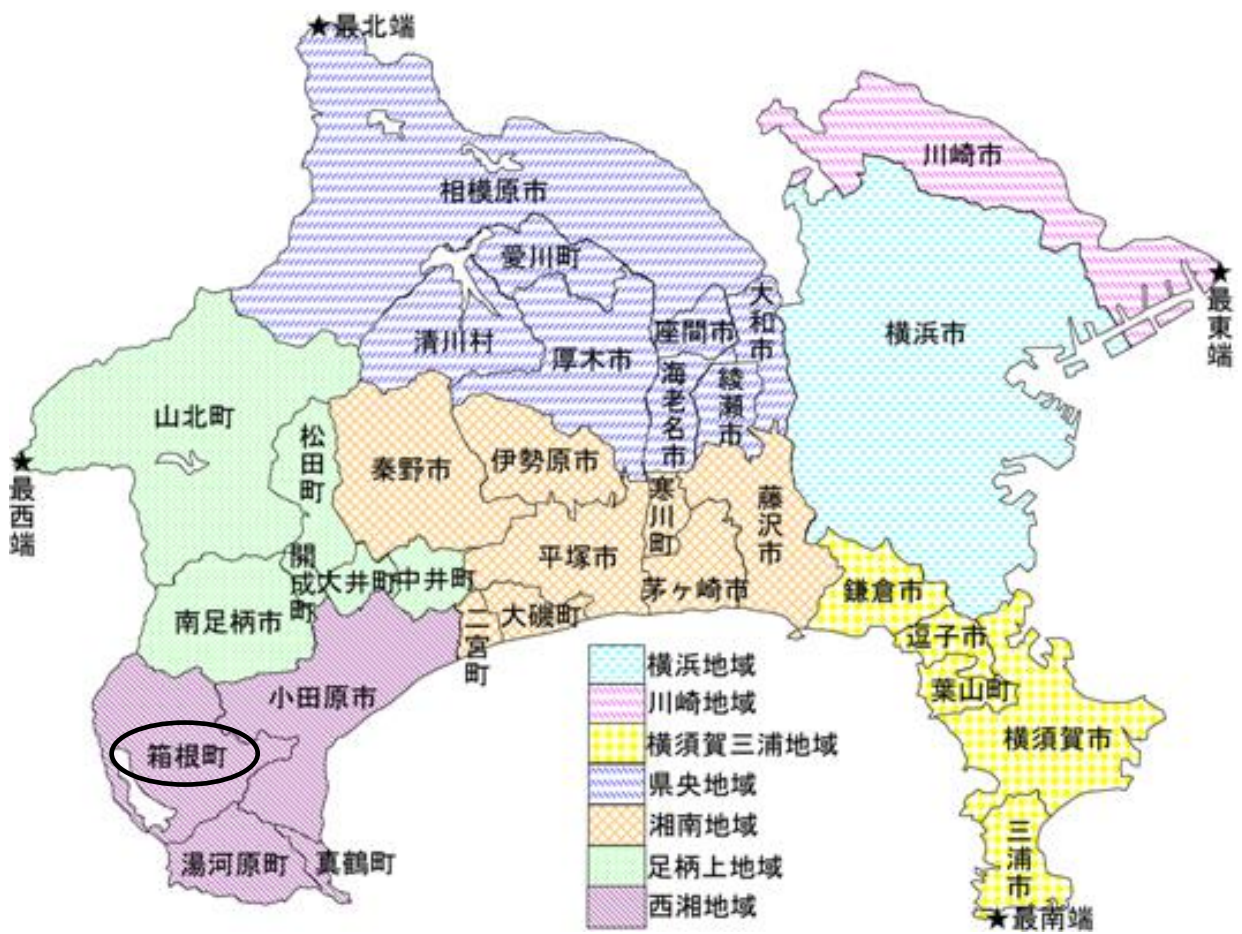 ★最北端
川崎市
相模原市
愛川町
大和市
★最東端
座間市
横浜市
清川村
厚木市
海老名市
綾瀬市
山北町
松田町
秦野市
伊勢原市
★最西端
寒川町
藤沢市
開成町
大井町
中井町
平塚市
茅ヶ崎市
鎌倉市
南足柄市
二宮町
大磯町
逗子市
葉山町
小田原市
横須賀市
箱根町
三浦市
湯河原町
真鶴町
★最南端
横浜地域
川崎地域
横須賀三浦地域
県央地域
湘南地域
足柄上地域
西湘地域